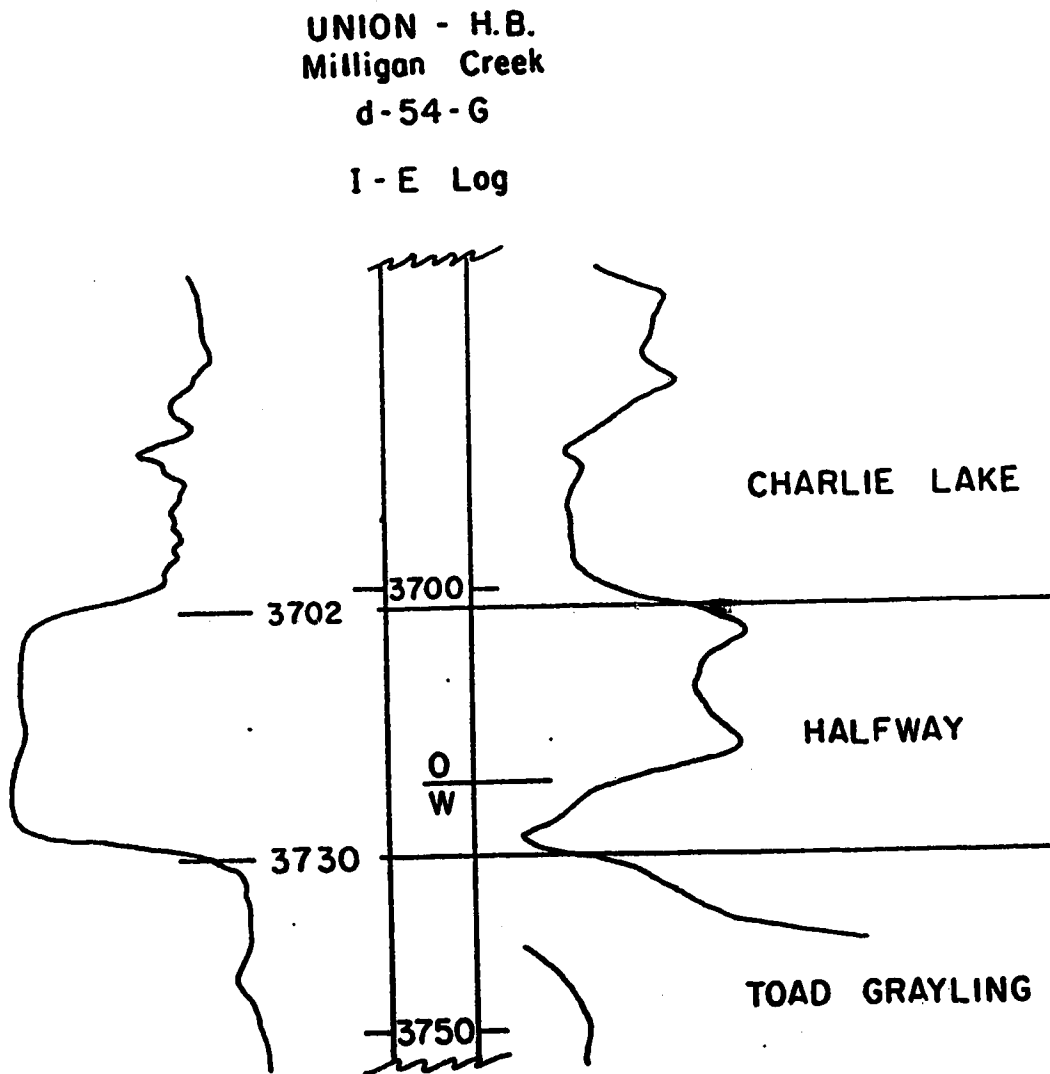 UNION - H.B.
Milligan Creek
d-54-G
I-E Log
CHARLIE LAKE
3700
3702
HALFWAY
O
W
3730
TOAD GRAYLING
3750